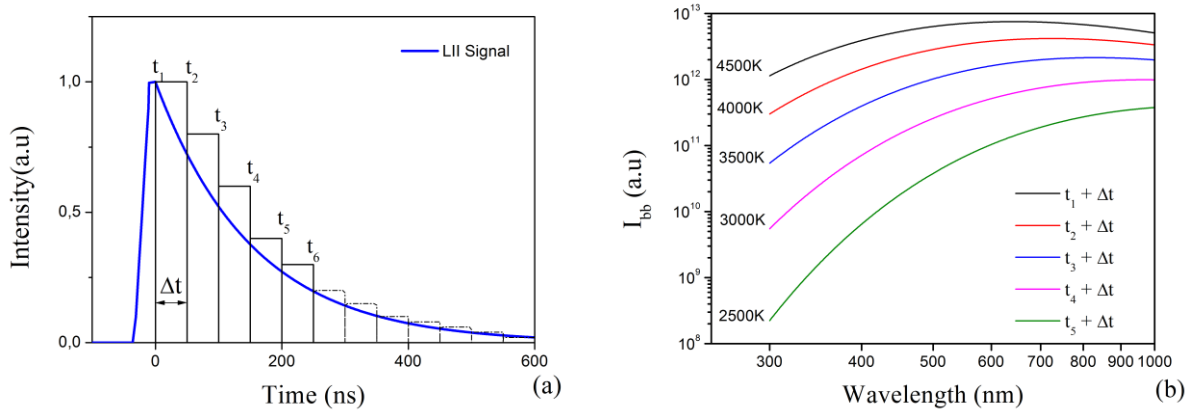 LII Signal
t1 t2
1,0
t3
t4
t5
t6
0,5
Δt
0,0
0 200 400 600
Intensity(a.u)
Time (ns)
(a)
10^13
10^12
10^11
10^10
10^9
10^8
4500K
4000K
3500K
3000K
2500K
t1 + Δt
t2 + Δt
t3 + Δt
t4 + Δt
t5 + Δt
300 400 500 600 700 800 900 1000
I_bb (a.u)
Wavelength (nm)
(b)